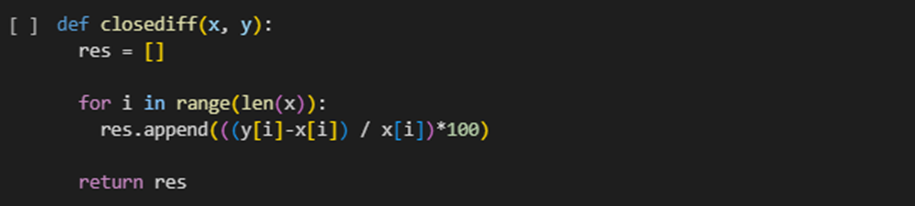 [ ] def closediff(x, y):
res = []
for i in range(len(x)):
res.append(((y[i]-x[i]) / x[i])*100)
return res